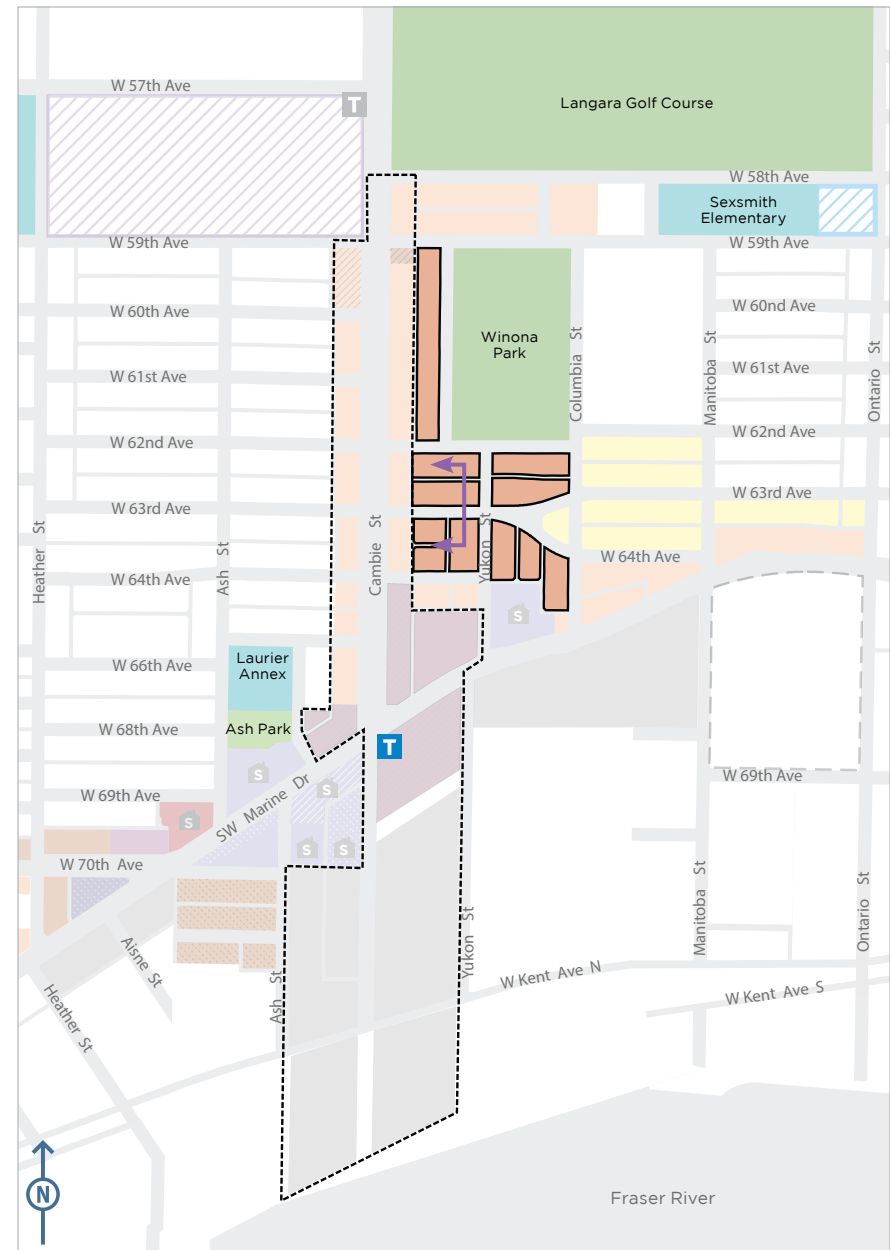 W 57th Ave
T
Langara Golf Course
W 58th Ave
Sexsmith
Elementary
W 59th Ave
W 59th Ave
W 60th Ave
W 60nd Ave
Winona
Park
Columbia St
Manitoba St
Ontario St
W 61st Ave
W 61st Ave
W 62nd Ave
W 62nd Ave
W 63rd Ave
W 63rd Ave
Heather St
Ash St
Cambie St
Yukon St
W 64th Ave
W 64th Ave
S
Laurier
Annex
W 66th Ave
Ash Park
W 68th Ave
T
S
W 69th Ave
W 69th Ave
S
S
SW Marine Dr
S
S
W 70th Ave
Manitoba St
Ontario St
Yukon St
Aisne St
Ash St
Heather St
W Kent Ave N
W Kent Ave S
N
Fraser River